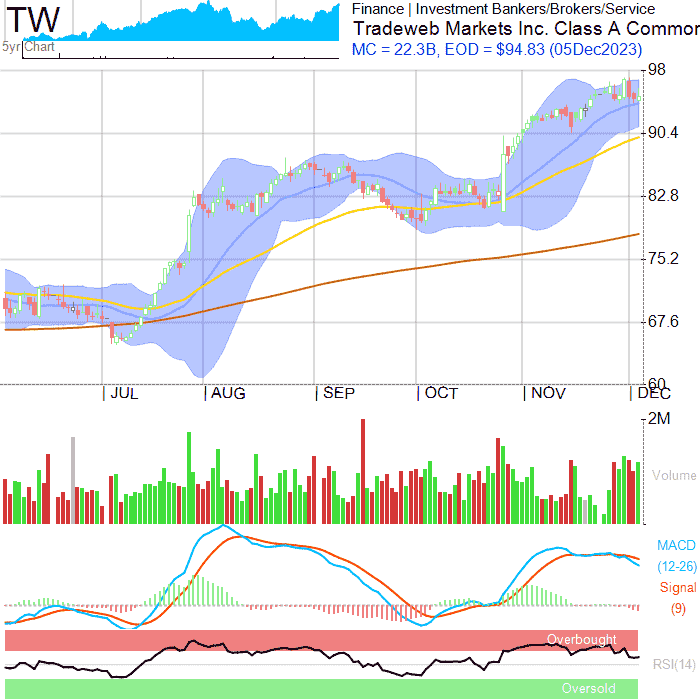 TW
Finance | Investment Bankers/Brokers/Service
Tradeweb Markets Inc. Class A Common
MC = 22.3B, EOD = $94.83 (05Dec2023)
5yr Chart
98
90.4
82.8
75.2
67.6
60
JUL AUG SEP OCT NOV DEC
2M
Volume
MACD
(12-26)
Signal
(9)
Overbought
RSI(14)
Oversold